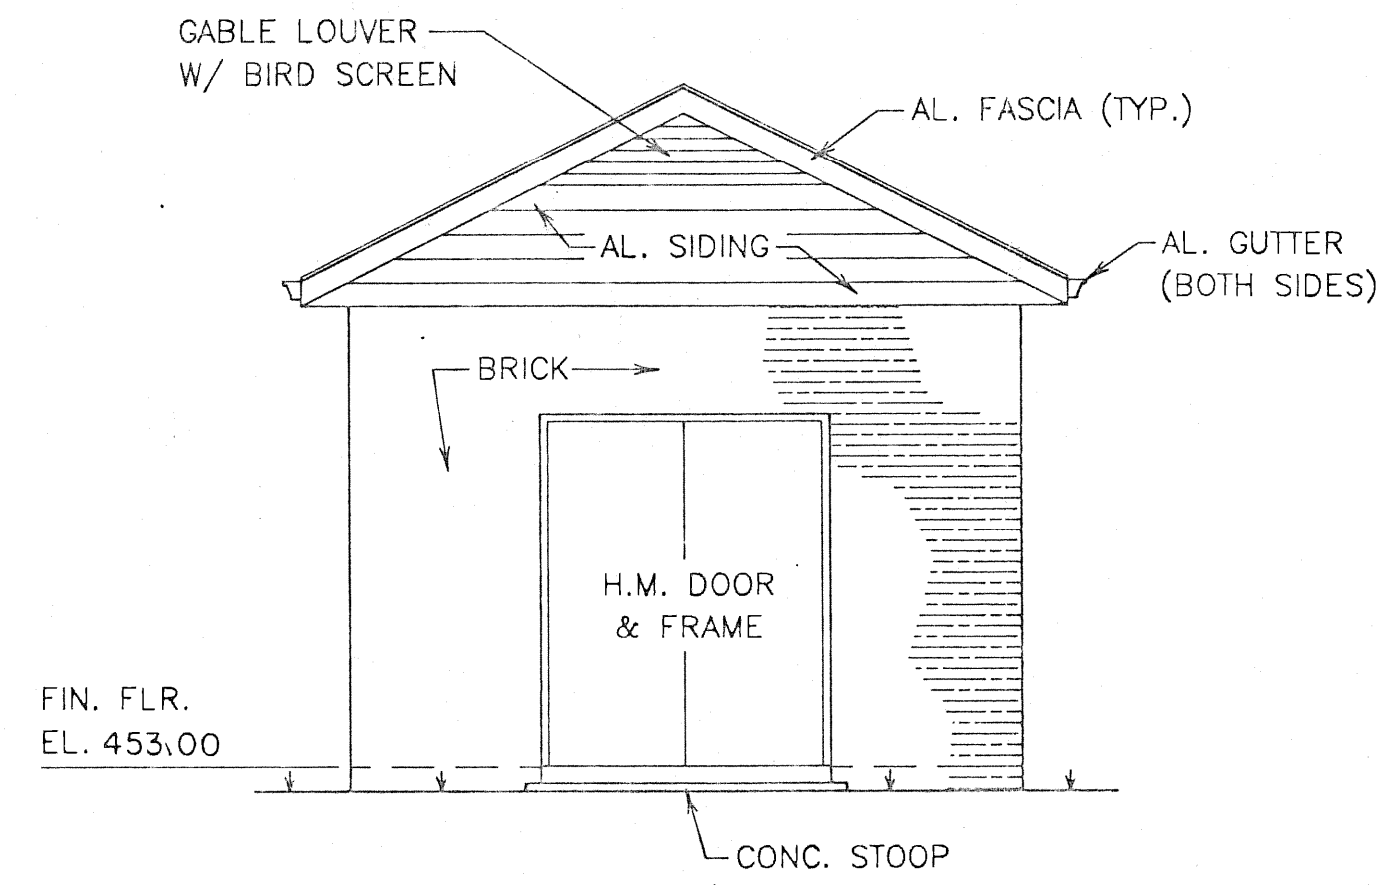 GABLE LOUVER
W/ BIRD SCREEN
AL. FASCIA (TYP.)
AL. SIDING
AL. GUTTER
(BOTH SIDES)
BRICK
H.M. DOOR
& FRAME
FIN. FLR.
EL. 453.00
CONC. STOOP